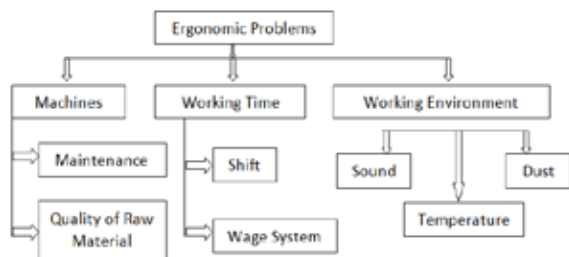 Ergonomic Problems
Machines
Working Time
Working Environment
Maintenance
Shift
Sound
Dust
Quality of Raw
Material
Wage System
Temperature